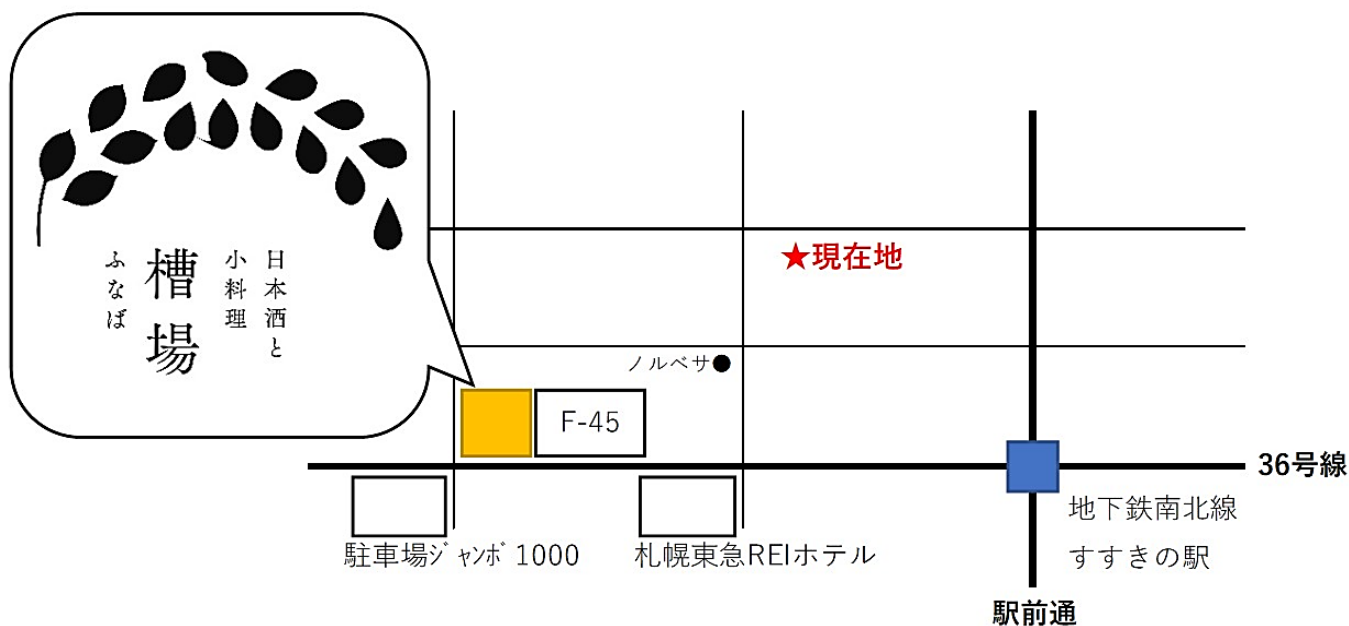 日本酒と
小料理
槽場
ふなば
★現在地
ノルベサ●
F-45
36号線
地下鉄南北線
すすきの駅
駐車場ｼﾞｬﾝﾎﾞ1000
札幌東急REIホテル
駅前通